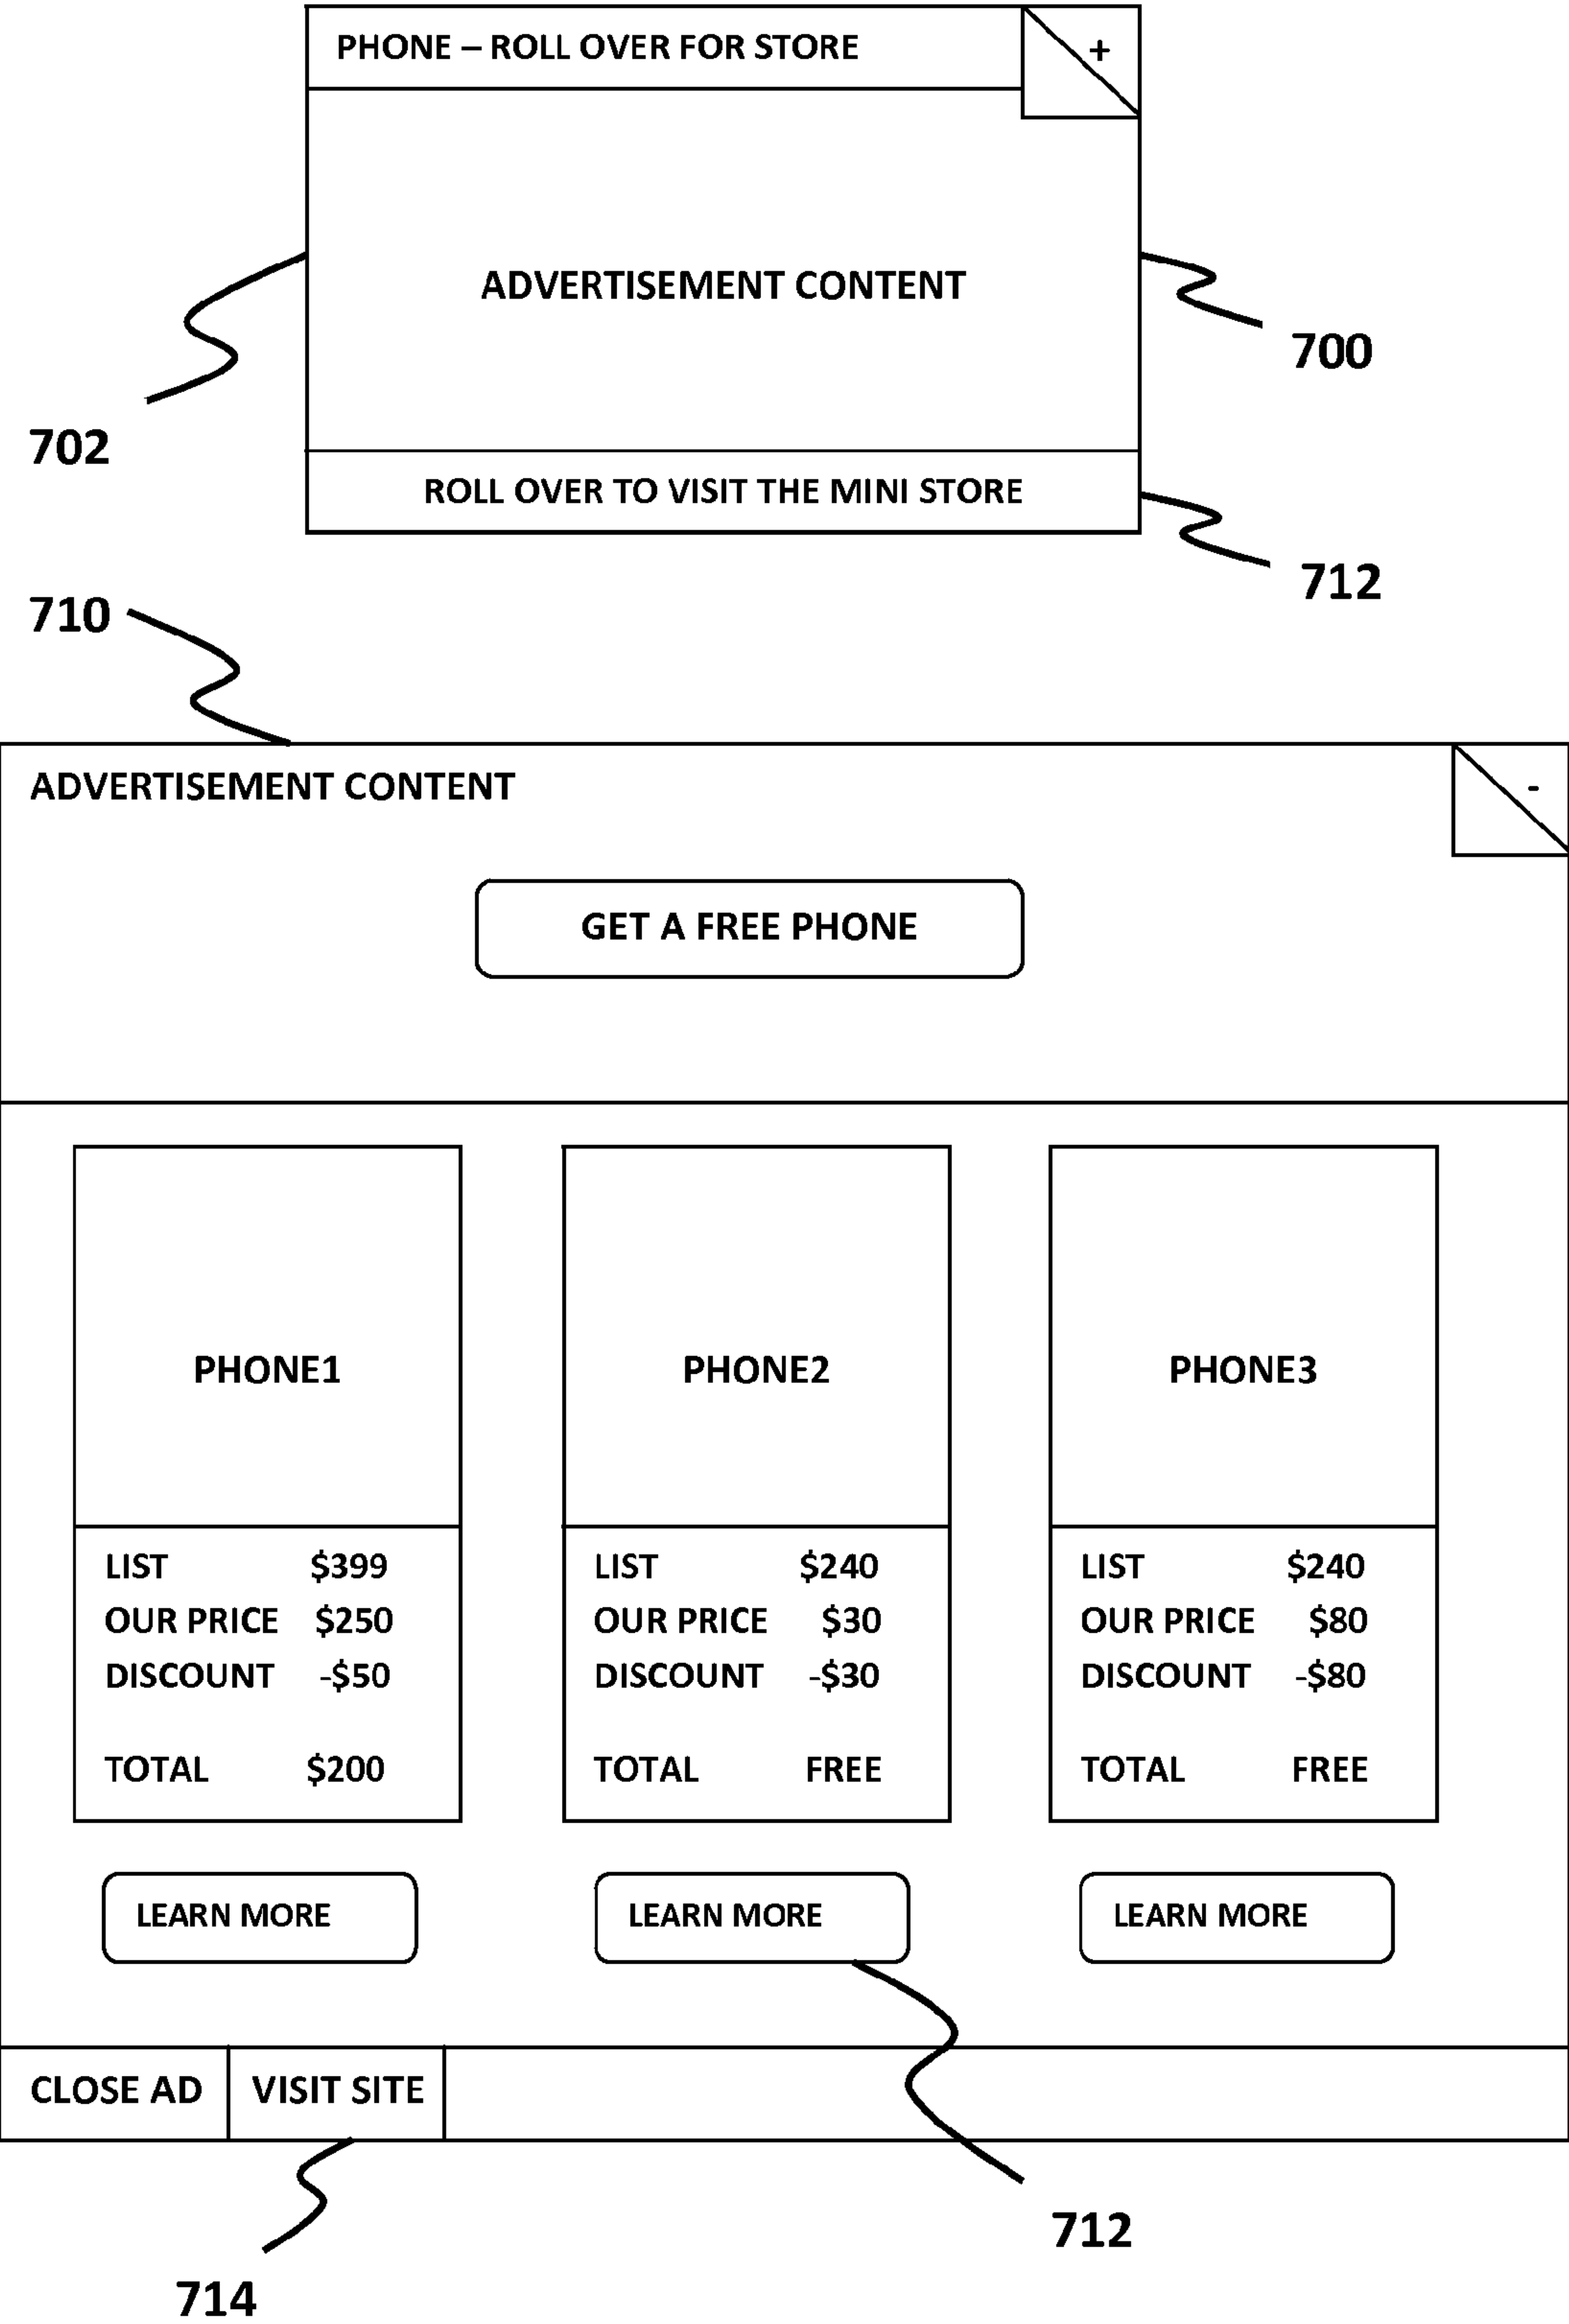 PHONE – ROLL OVER FOR STORE
+
ADVERTISEMENT CONTENT
700
702
ROLL OVER TO VISIT THE MINI STORE
712
710
ADVERTISEMENT CONTENT
-
GET A FREE PHONE
PHONE1 PHONE2 PHONE3
LIST $399 LIST $240 LIST $240
OUR PRICE $250 OUR PRICE $30 OUR PRICE $80
DISCOUNT -$50 DISCOUNT -$30 DISCOUNT -$80
TOTAL $200 TOTAL FREE TOTAL FREE
LEARN MORE LEARN MORE LEARN MORE
CLOSE AD VISIT SITE
712
714